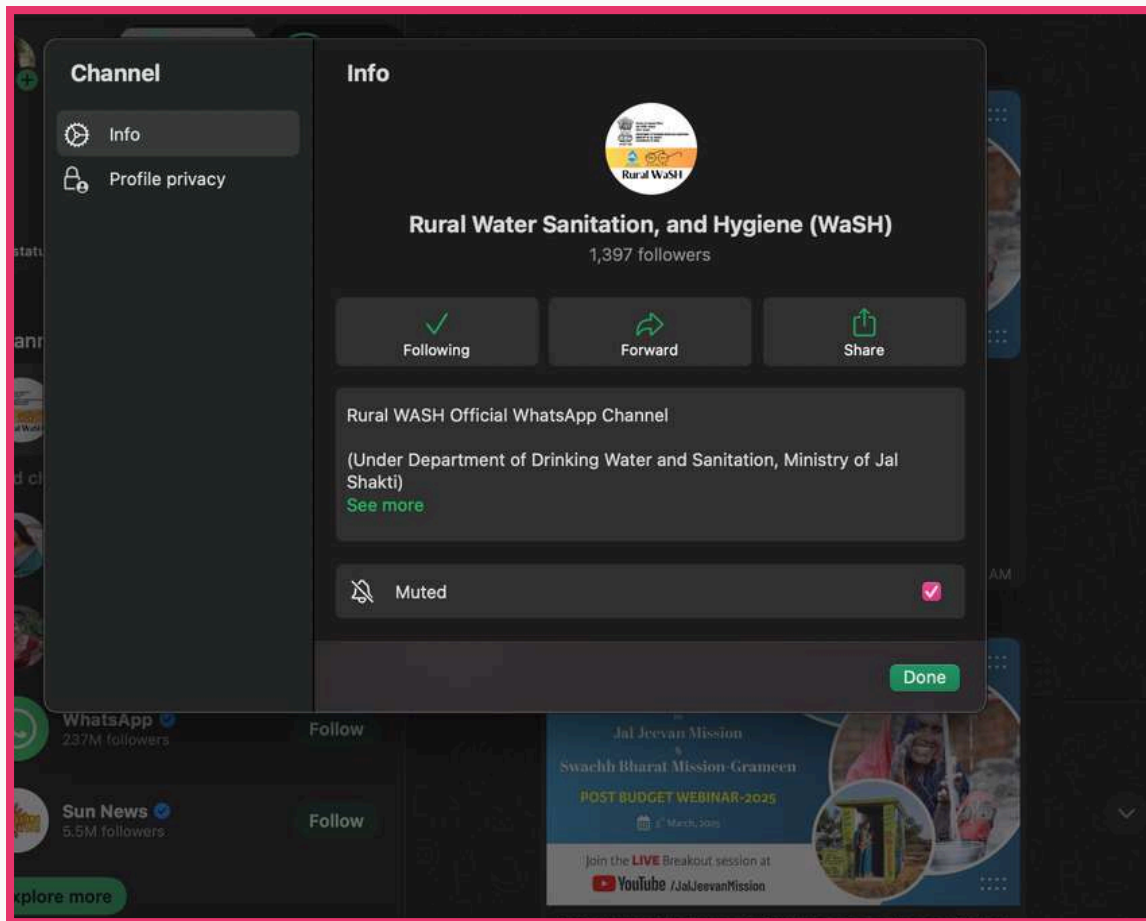 Channel
Info
Profile privacy
Info
Rural WaSH
Rural Water Sanitation, and Hygiene (WaSH)
1,397 followers
Following
Forward
Share
Rural WASH Official WhatsApp Channel
(Under Department of Drinking Water and Sanitation, Ministry of Jal
Shakti)
See more
Muted
Done
AM
WhatsApp
237M followers
Follow
Sun News
5.5M followers
Follow
xplore more
Jal Jeevan Mission
&
Swachh Bharat Mission-Grameen
POST BUDGET WEBINAR-2025
March, 2025
Join the LIVE Breakout session at
YouTube /JalJeevanMission